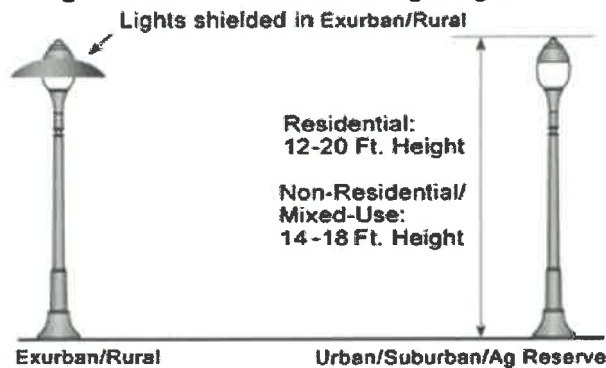 Lights shielded in Exurban/Rural
Residential:
12-20 Ft. Height
Non-Residential/
Mixed-Use:
14-18 Ft. Height
Exurban/Rural
Urban/Suburban/Ag Reserve